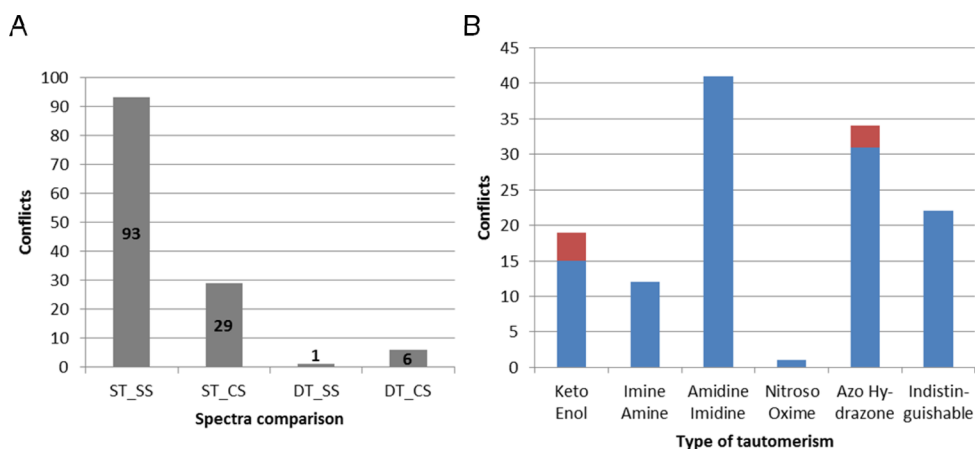 A
Conflicts
100
90
80
70
60
50
40
30
20
10
0
93
29
1
6
ST_SS ST_CS DT_SS DT_CS
Spectra comparison
B
Conflicts
45
40
35
30
25
20
15
10
5
0
Keto Imine Amidine Nitroso Azo Hy- Indistin-
Enol Amine Imidine Oxime drazone guishable
Type of tautomerism